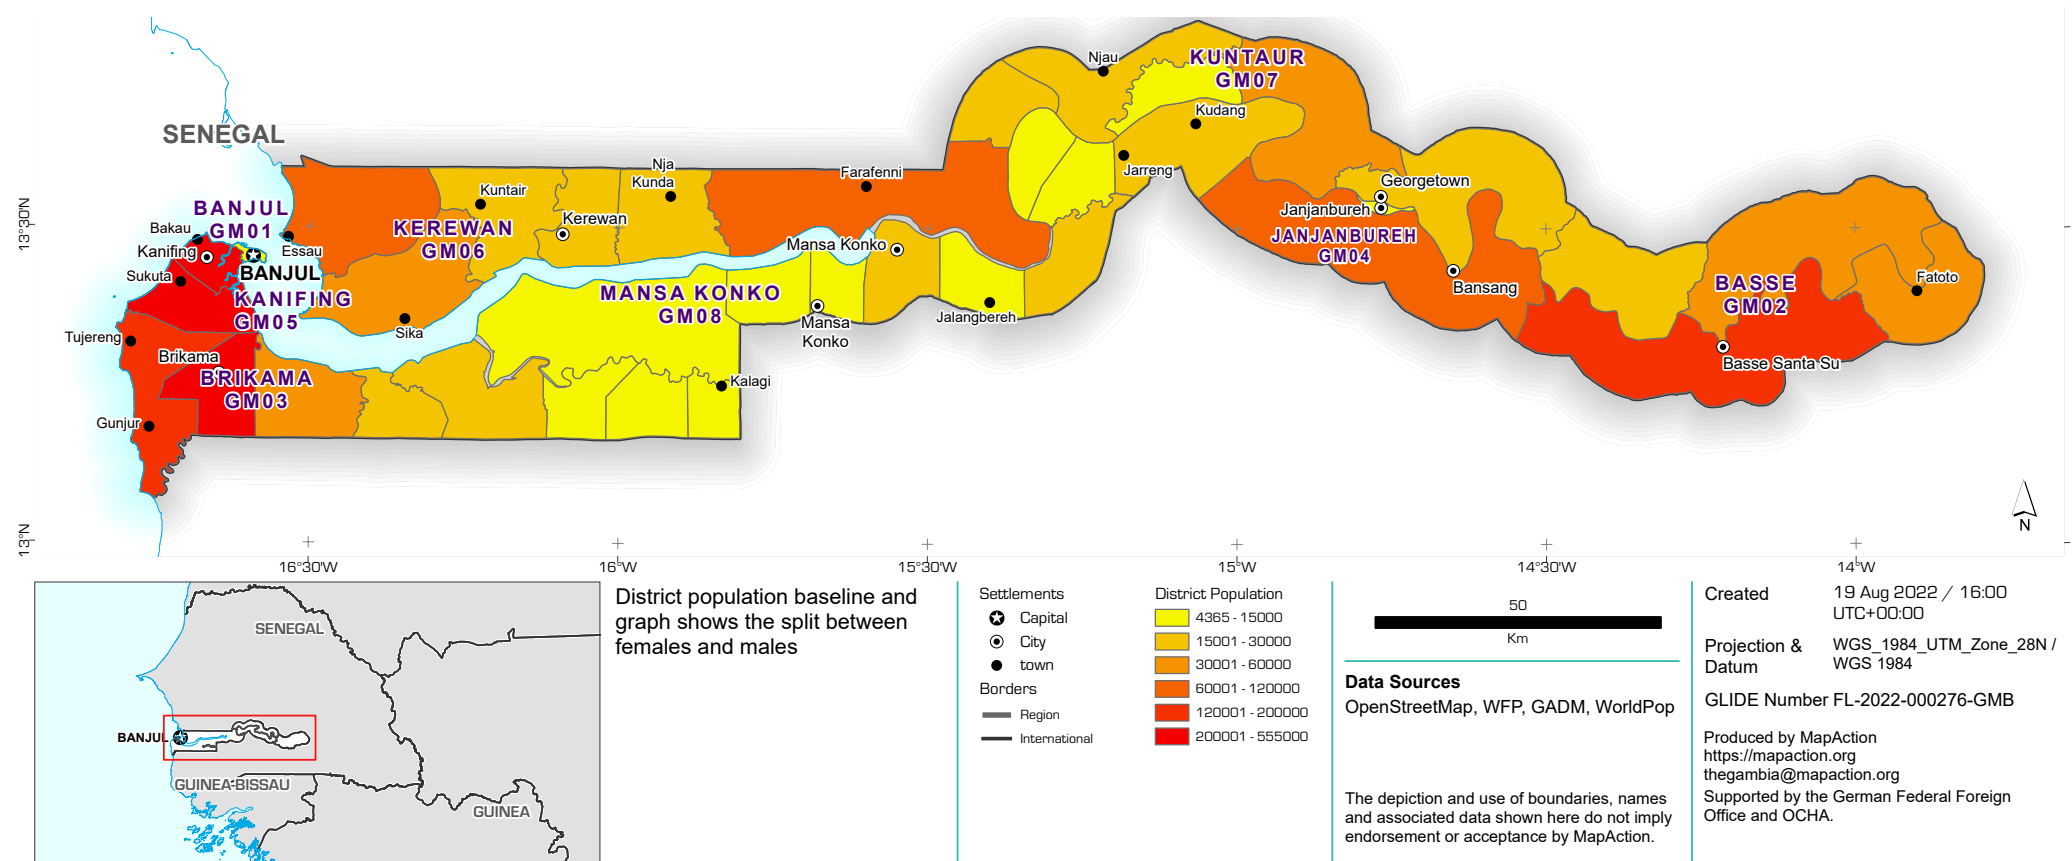 SENEGAL
BANJUL
GM01
Bakau
Kanifing
Sukuta
BANJUL
Essau
KANIFING
GM05
Tujereng
Brikama
BRIKAMA
GM03
Gunjur
KEREWAN
GM06
Kuntair
Kerewan
Nja
Kunda
Sika
Farafenni
Mansa Konko
MANSA KONKO
GM08
Mansa
Konko
Jalangbereh
Kalagi
Njau
KUNTAUR
GM07
Kudang
Jarreng
Georgetown
Janjanbureh
JANJANBUREH
GM04
Bansang
BASSE
GM02
Fatoto
Basse Santa Su
N
13°30'N
13°N
16°30'W
16°W
15°30'W
15°W
14°30'W
14°W
SENEGAL
BANJUL
GUINEA-BISSAU
GUINEA
District population baseline and
graph shows the split between
females and males
Settlements
Capital
City
town
Borders
Region
International
District Population
4365 - 15000
15001 - 30000
30001 - 60000
60001 - 120000
120001 - 200000
200001 - 555000
50
Km
Data Sources
OpenStreetMap, WFP, GADM, WorldPop
The depiction and use of boundaries, names
and associated data shown here do not imply
endorsement or acceptance by MapAction.
Created 19 Aug 2022 / 16:00
UTC+00:00
Projection & WGS_1984_UTM_Zone_28N /
Datum WGS 1984
GLIDE Number FL-2022-000276-GMB
Produced by MapAction
https://mapaction.org
thegambia@mapaction.org
Supported by the German Federal Foreign
Office and OCHA.